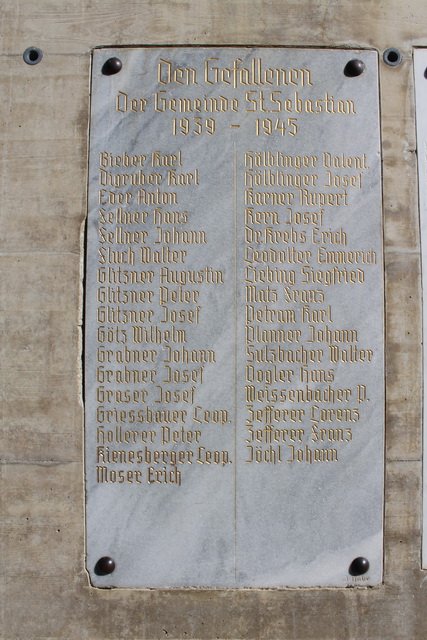 Den Gefallenen
Der Gemeinde St. Sebastian
1939 - 1945
Bieber Karl
Digruber Karl
Eder Anton
Fellner Hans
Fellner Johann
Fluch Walter
Glitzner Augustin
Glitzner Peter
Glitzner Josef
Götz Wilhelm
Grabner Johann
Grabner Josef
Graser Josef
Griessbauer Leop.
Hollerer Peter
Kienesberger Leop.
Moser Erich
Hölblinger Valent.
Hölblinger Josef
Karner Rupert
Kern Josef
Dr. Krebs Erich
Leodolter Emmerich
Liebing Siegfried
Matz Franz
Petram Karl
Planner Johann
Sulzbacher Walter
Vogler Hans
Weissenbacher P.
Zefferer Lorenz
Zefferer Franz
Jöchl Johann